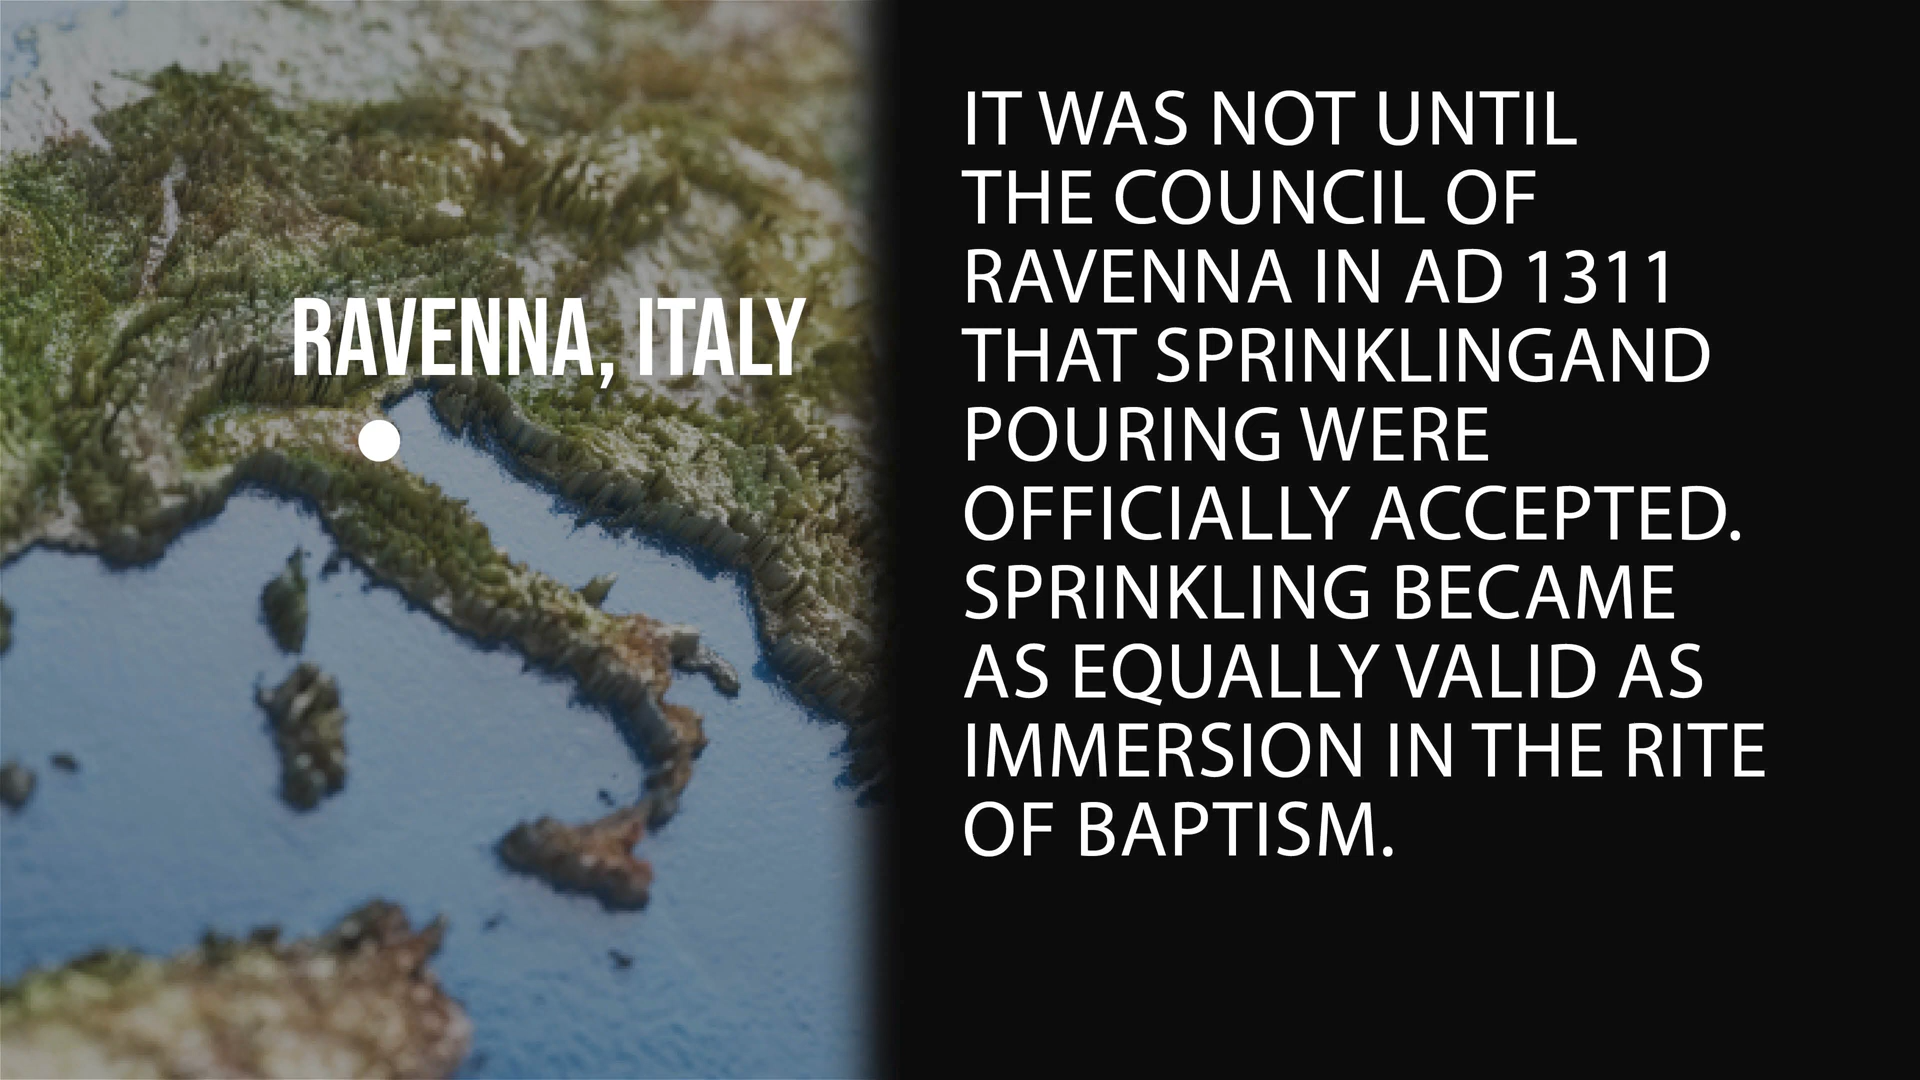 RAVENNA, ITALY
IT WAS NOT UNTIL
THE COUNCIL OF
RAVENNA IN AD 1311
THAT SPRINKLINGAND
POURING WERE
OFFICIALLY ACCEPTED.
SPRINKLING BECAME
AS EQUALLY VALID AS
IMMERSION IN THE RITE
OF BAPTISM.